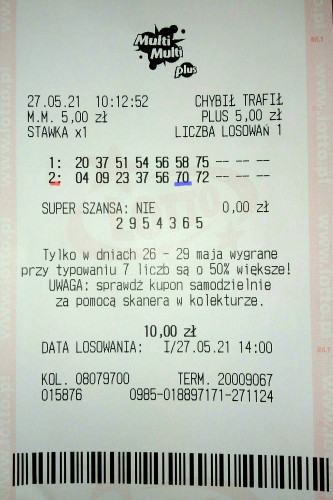 Multi
Multi
plus
27.05.21 10:12:52 CHYBIŁ TRAFIŁ
M.M. 5,00 zł PLUS 5,00 zł
STAWKA x1 LICZBA LOSOWAŃ 1
1: 20 37 51 54 56 58 75 -- -- --
2: 04 09 23 37 56 70 72 -- -- --
SUPER SZANSA: NIE 0,00 zł
2954365
Tylko w dniach 26 - 29 maja wygrane
przy typowaniu 7 liczb są o 50% większe!
UWAGA: sprawdź kupon samodzielnie
za pomocą skanera w kolekturze.
10,00 zł
DATA LOSOWANIA: I/27.05.21 14:00
KOL. 08079700 TERM. 20009067
015876 0985-018897171-271124